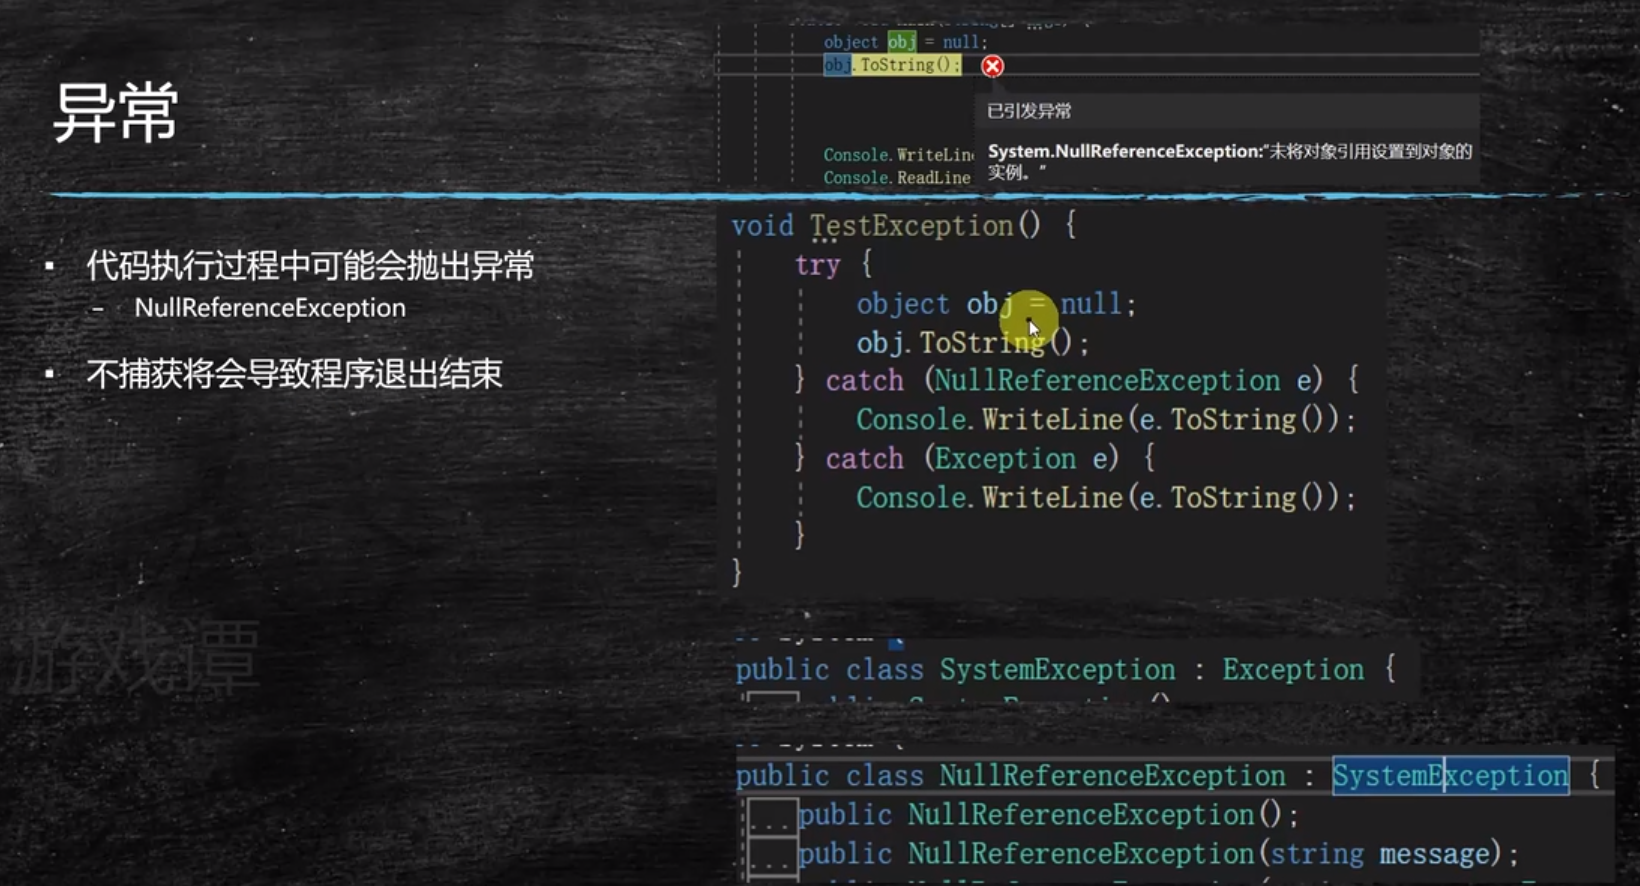 异常
▪ 代码执行过程中可能会抛出异常
– NullReferenceException
▪ 不捕获将会导致程序退出结束
游戏谭
object obj = null;
obj.ToString();
已引发异常
System.NullReferenceException:“未将对象引用设置到对象的
实例。”
Console.WriteLine
Console.ReadLine
void TestException() {
try {
object obj = null;
obj.ToString();
} catch (NullReferenceException e) {
Console.WriteLine(e.ToString());
} catch (Exception e) {
Console.WriteLine(e.ToString());
}
}
public class SystemException : Exception {
public class NullReferenceException : SystemException {
... public NullReferenceException();
... public NullReferenceException(string message);